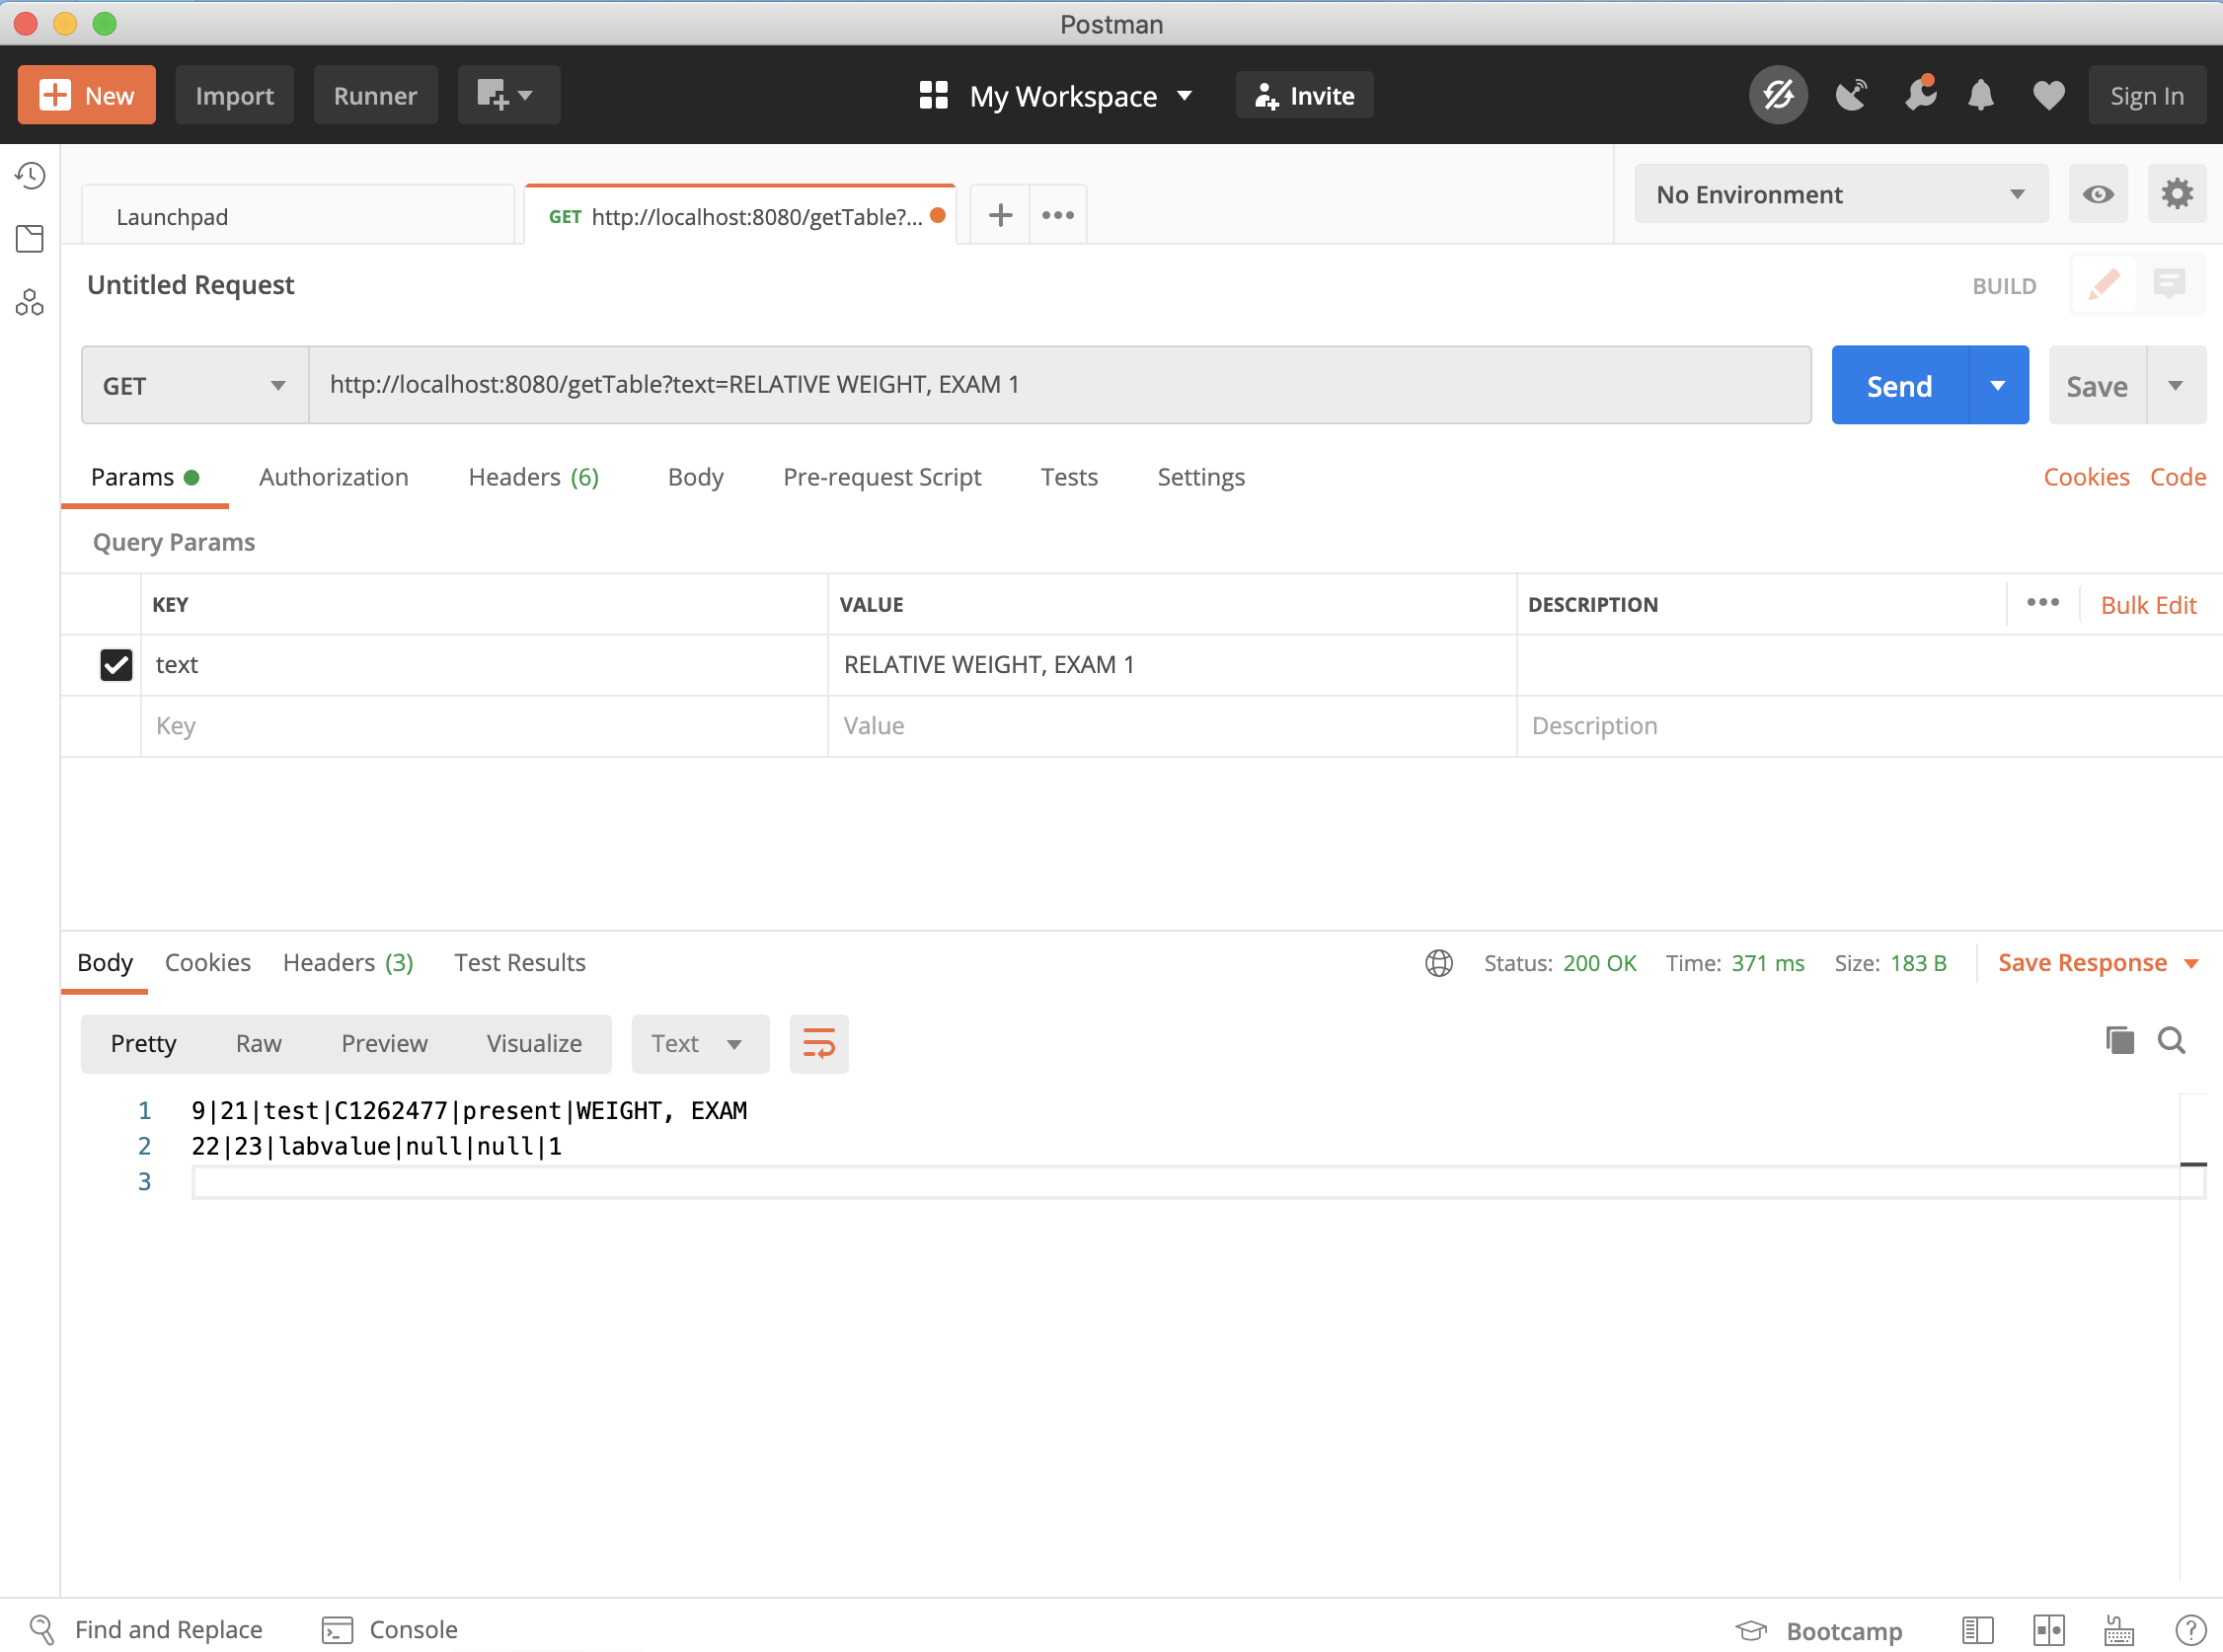 Postman
New Import Runner My Workspace Invite Sign In
Launchpad GET http://localhost:8080/getTable?... No Environment
Untitled Request BUILD
GET http://localhost:8080/getTable?text=RELATIVE WEIGHT, EXAM 1 Send Save
Params Authorization Headers (6) Body Pre-request Script Tests Settings Cookies Code
Query Params
KEY VALUE DESCRIPTION Bulk Edit
text RELATIVE WEIGHT, EXAM 1
Key Value Description
Body Cookies Headers (3) Test Results Status: 200 OK Time: 371 ms Size: 183 B Save Response
Pretty Raw Preview Visualize Text
1 9|21|test|C1262477|present|WEIGHT, EXAM
2 22|23|labvalue|null|null|1
3
Find and Replace Console Bootcamp